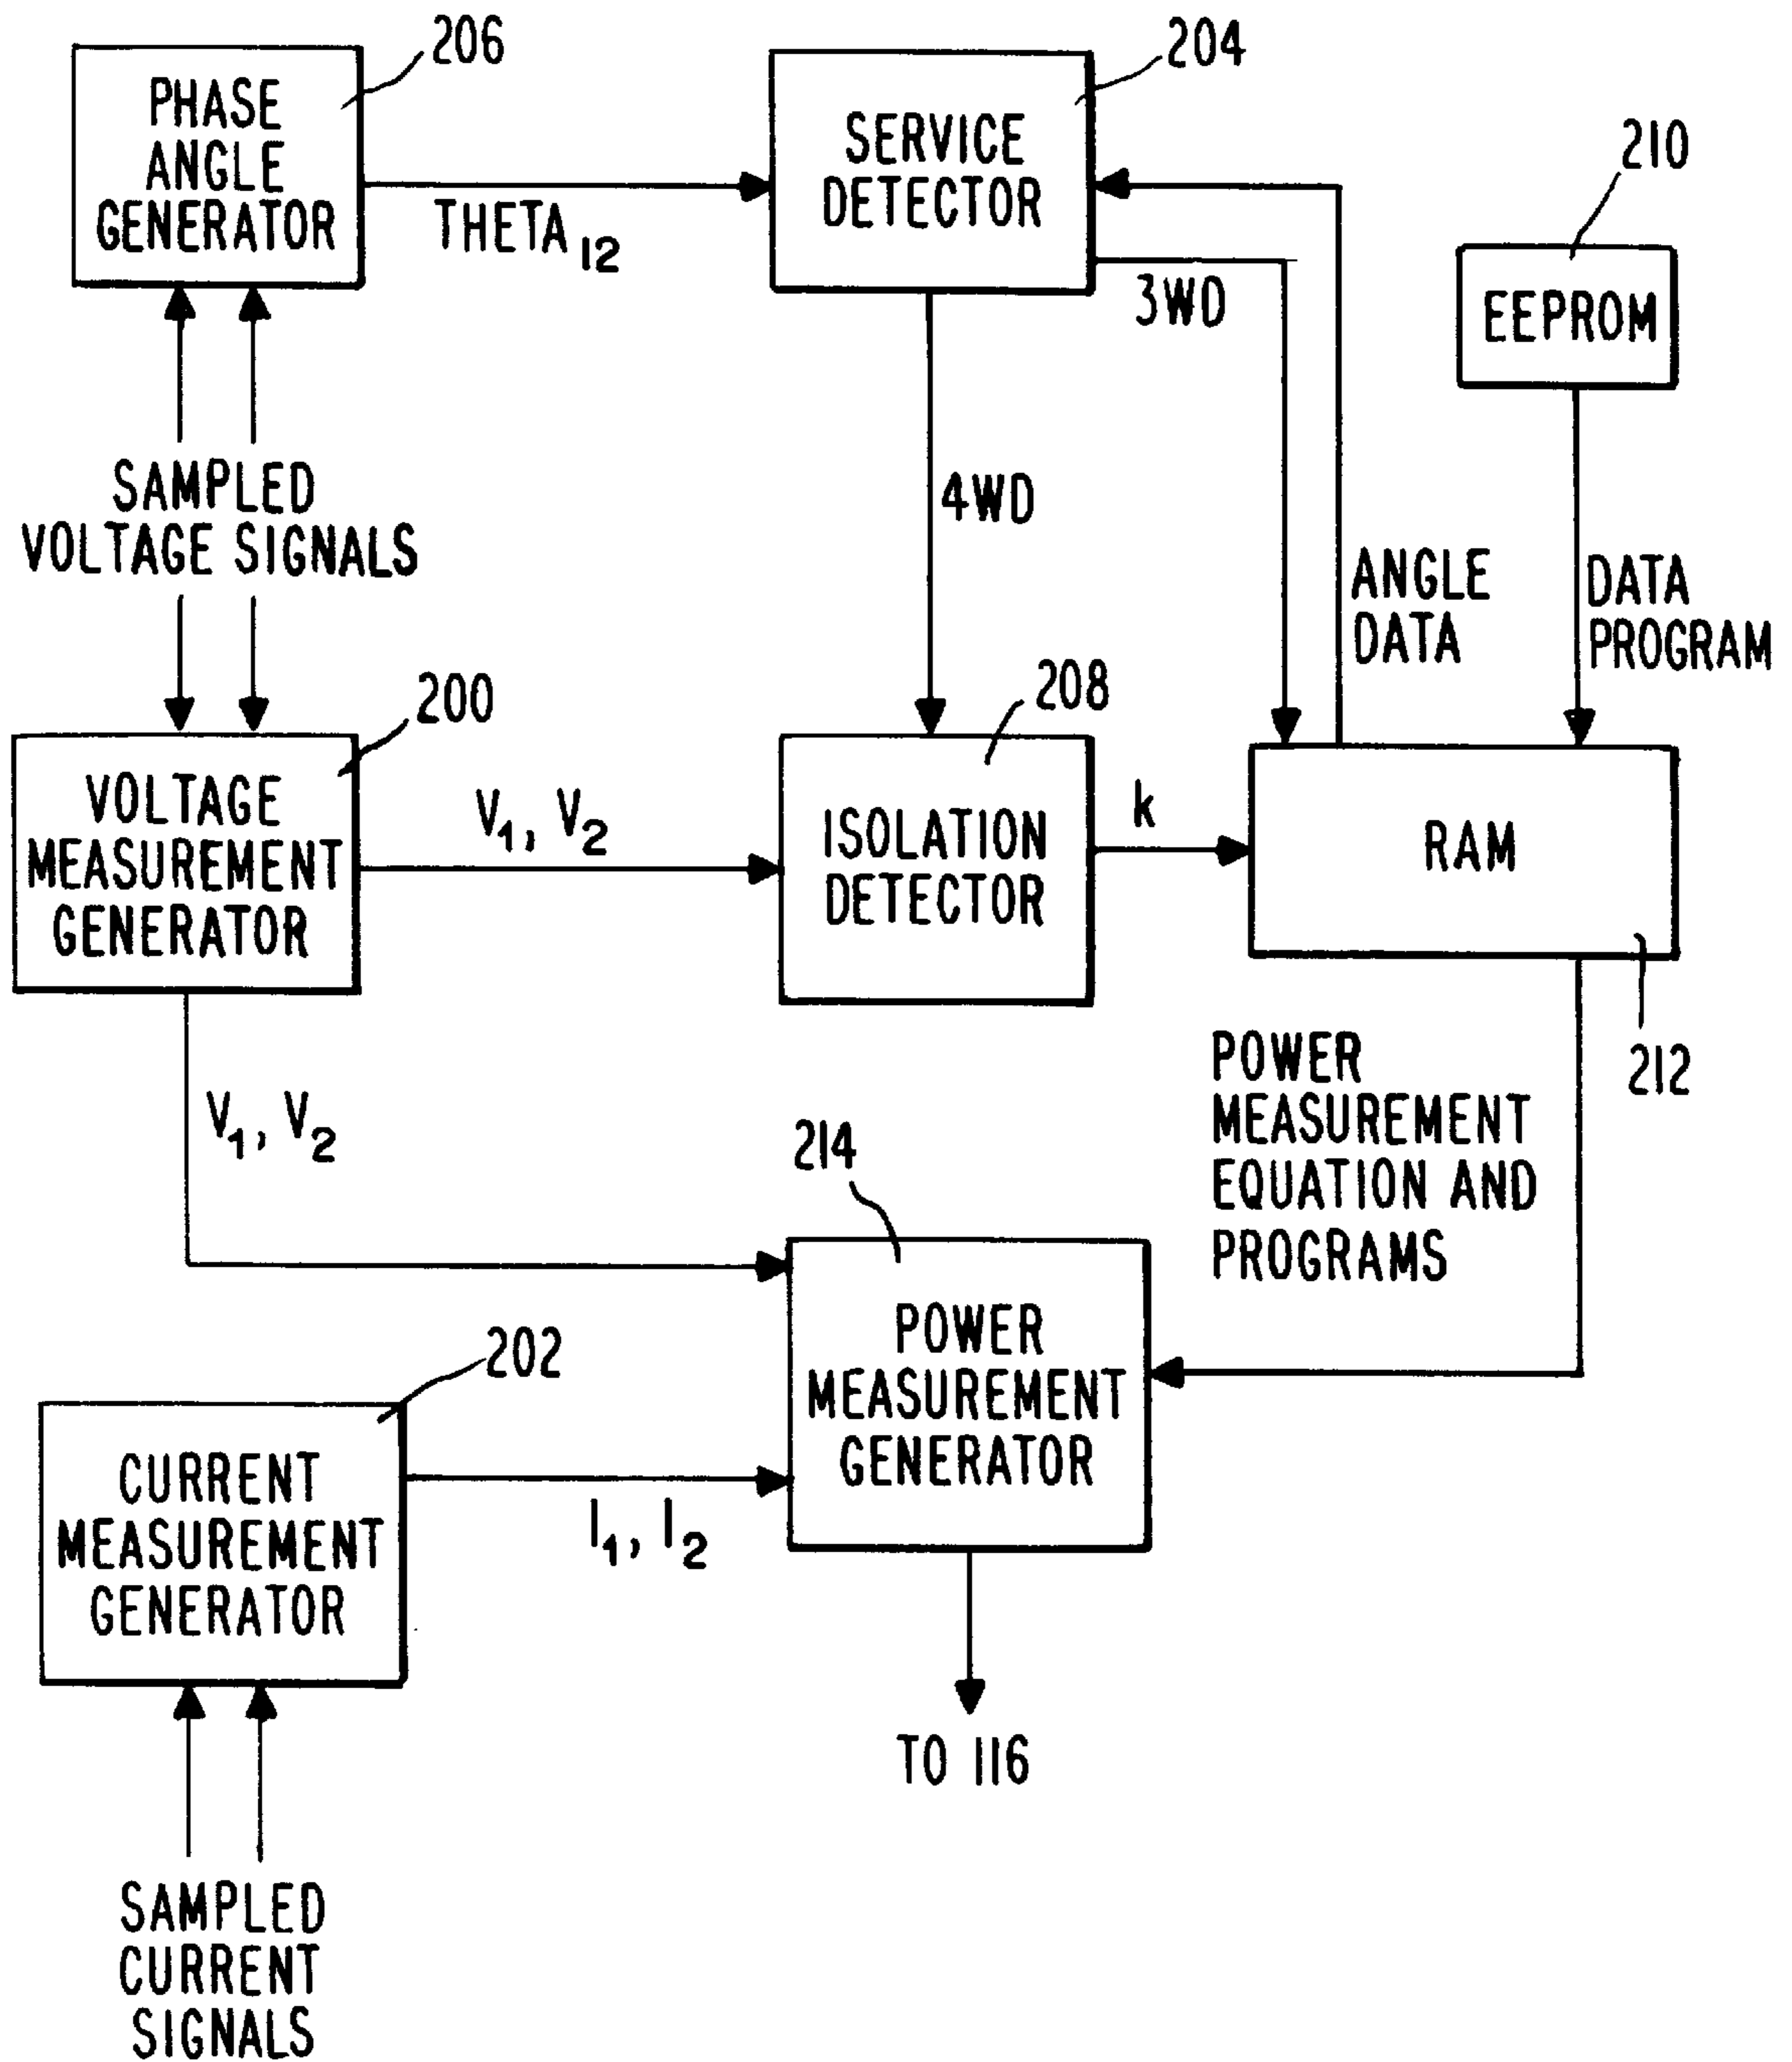 206
PHASE
ANGLE
GENERATOR
204
SERVICE
DETECTOR
210
EEPROM
THETA 12
3WD
SAMPLED
VOLTAGE SIGNALS
4WD
ANGLE
DATA
DATA
PROGRAM
200
VOLTAGE
MEASUREMENT
GENERATOR
V1, V2
208
ISOLATION
DETECTOR
k
RAM
212
V1, V2
POWER
MEASUREMENT
EQUATION AND
PROGRAMS
214
POWER
MEASUREMENT
GENERATOR
202
CURRENT
MEASUREMENT
GENERATOR
I1, I2
TO 116
SAMPLED
CURRENT
SIGNALS